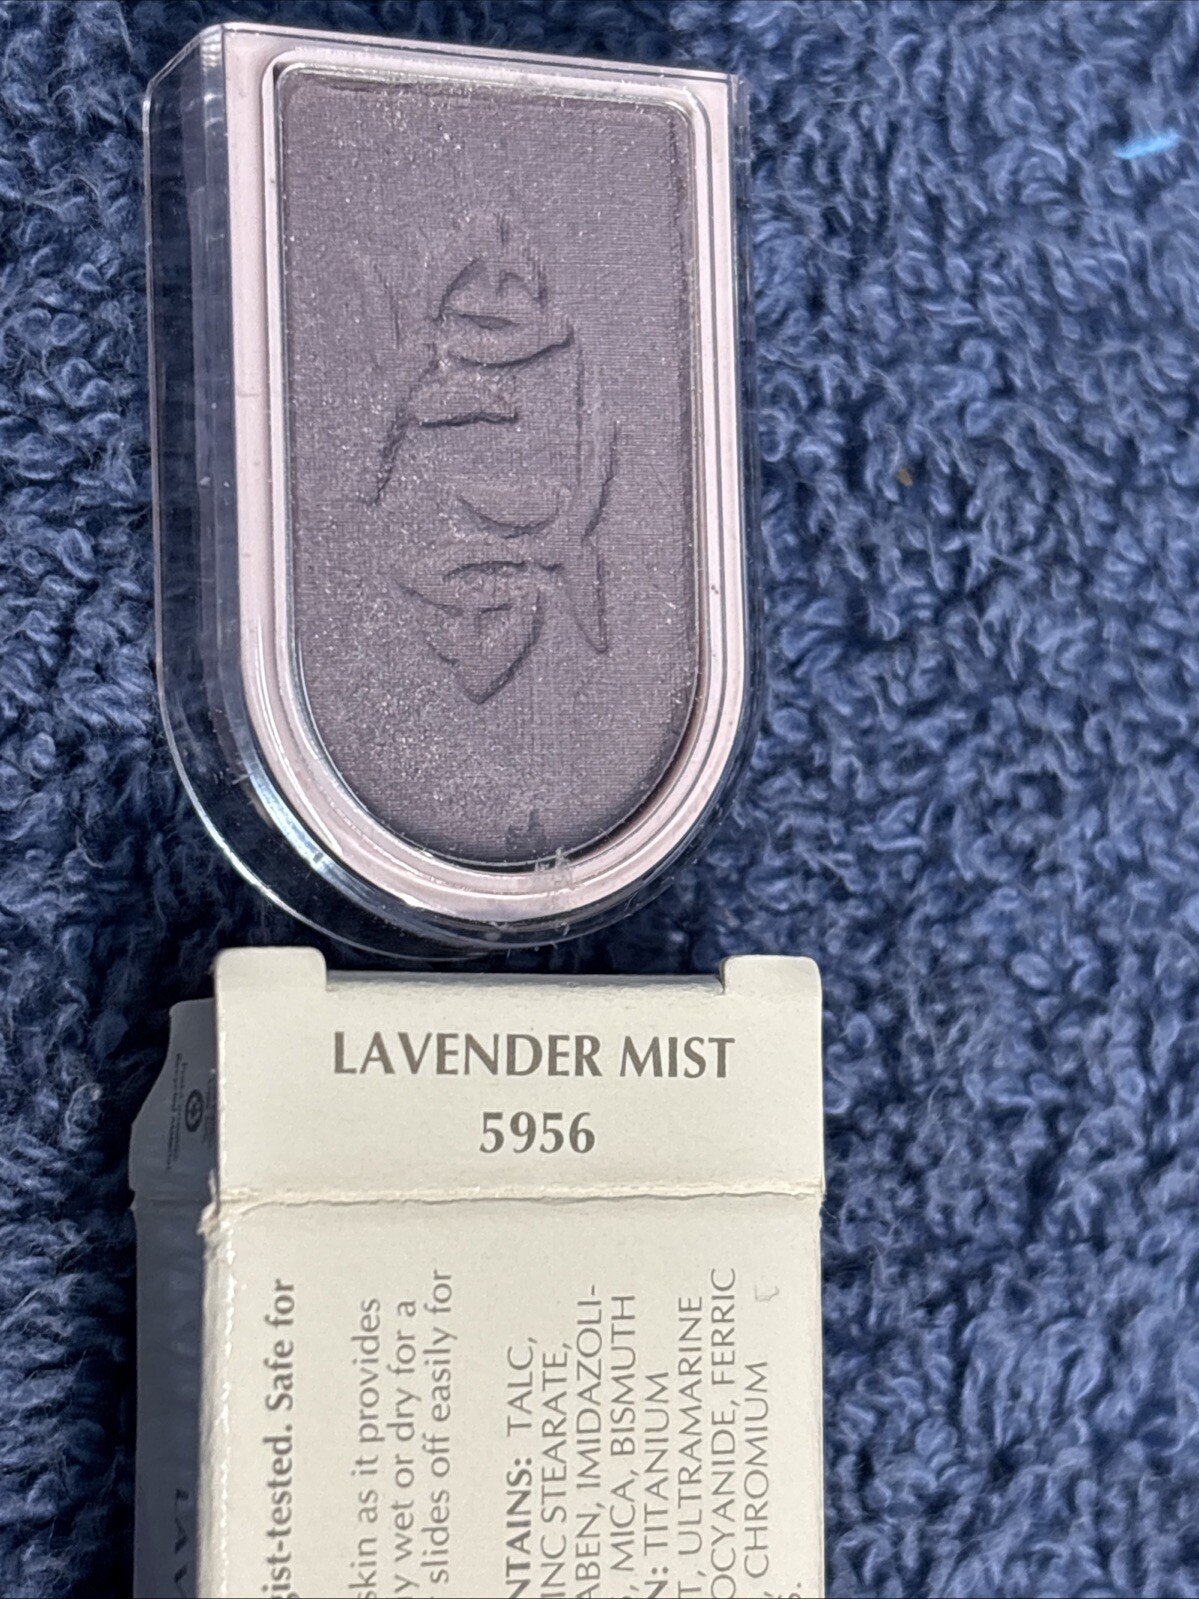 LAVENDER MIST
5956
gist-tested. Safe for
skin as it provides
y wet or dry for a
slides off easily for
NTAINS: TALC,
INC STEARATE,
ABEN, IMIDAZOLI-
, MICA, BISMUTH
N: TITANIUM
T, ULTRAMARINE
OCYANIDE, FERRIC
, CHROMIUM